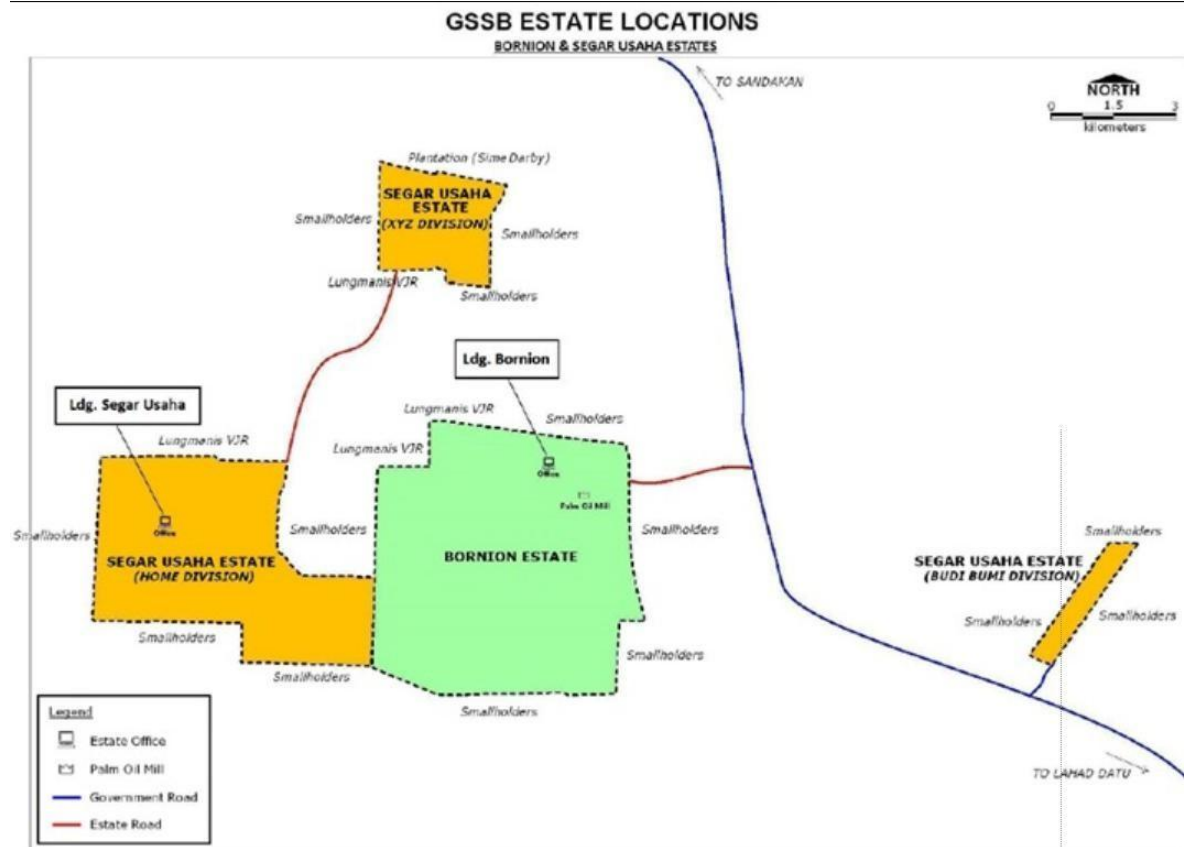 GSSB ESTATE LOCATIONS
BORNION & SEGAR USAHA ESTATES
TO SANDAKAN
NORTH
0 1.5 3
kilometers
Plantation (Sime Darby)
SEGAR USAHA
ESTATE
(XYZ DIVISION)
Smallholders
Smallholders
Lungmanis VJR
Smallholders
Ldg. Bornion
Ldg. Segar Usaha
Lungmanis VJR
Smallholders
Lungmanis VJR
Lungmanis VJR
Office
Palm Oil Mill
Office
Smallholders
Smallholders
Smallholders
SEGAR USAHA ESTATE
(HOME DIVISION)
BORNION ESTATE
Smallholders
SEGAR USAHA ESTATE
(BUDI BUMI DIVISION)
Smallholders
Smallholders
Smallholders
Smallholders
Smallholders
Smallholders
TO LAHAD DATU
Legend
Estate Office
Palm Oil Mill
Government Road
Estate Road